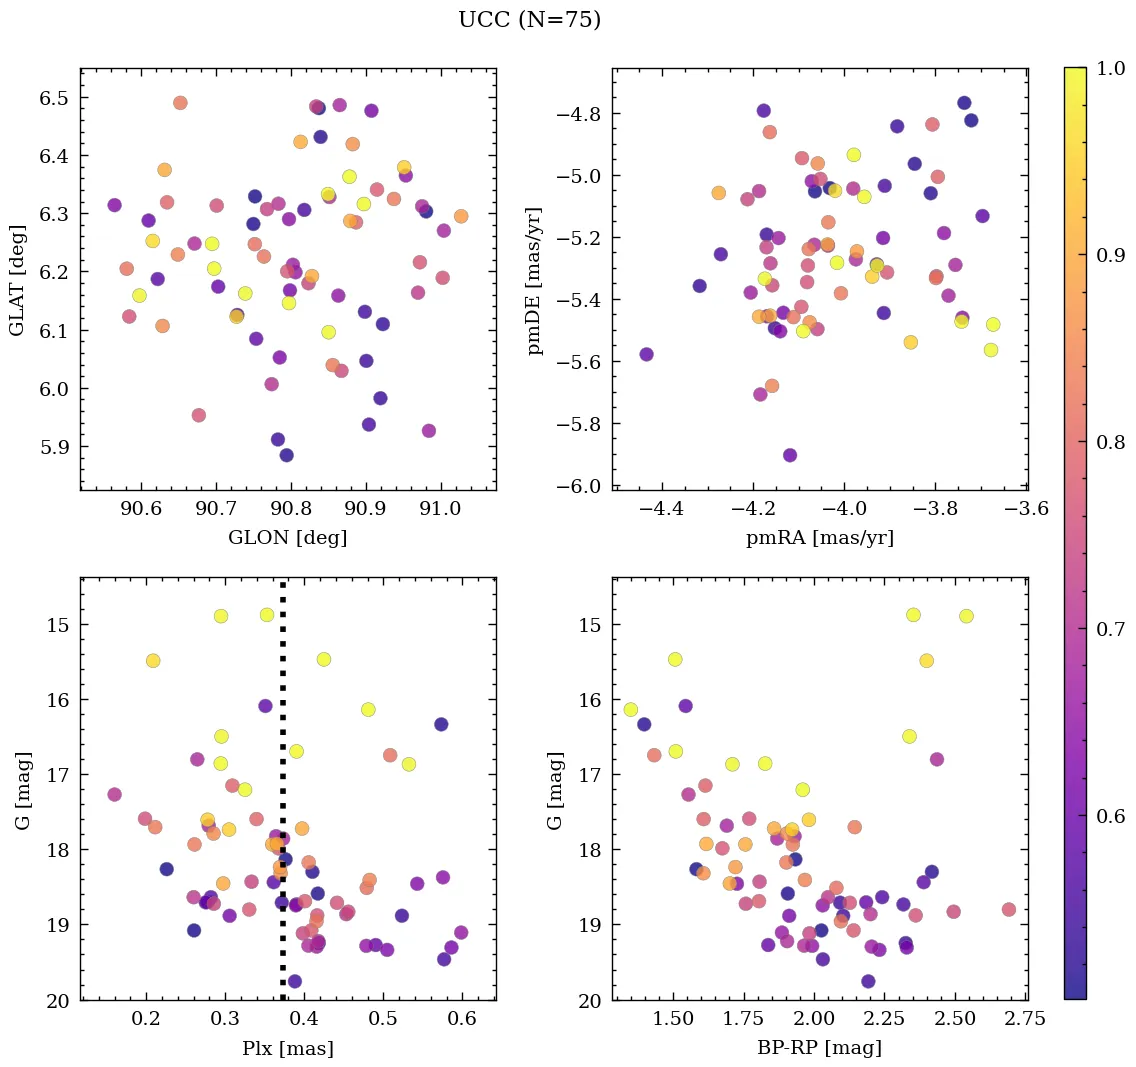 UCC (N=75)
6.5
6.4
6.3
6.2
6.1
6.0
5.9
GLAT [deg]
90.6 90.7 90.8 90.9 91.0
GLON [deg]
−4.8
−5.0
−5.2
−5.4
−5.6
−5.8
−6.0
pmDE [mas/yr]
−4.4 −4.2 −4.0 −3.8 −3.6
pmRA [mas/yr]
1.0
0.9
0.8
0.7
0.6
15
16
17
18
19
20
G [mag]
0.2 0.3 0.4 0.5 0.6
Plx [mas]
15
16
17
18
19
20
G [mag]
1.50 1.75 2.00 2.25 2.50 2.75
BP-RP [mag]